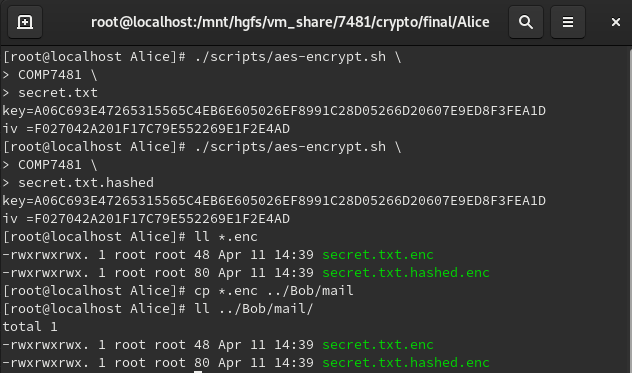 root@localhost:/mnt/hgfs/vm_share/7481/crypto/final/Alice
[root@localhost Alice]# ./scripts/aes-encrypt.sh \
> COMP7481 \
> secret.txt
key=A06C693E47265315565C4EB6E605026EF8991C28D05266D20607E9ED8F3FEA1D
iv =F027042A201F17C79E552269E1F2E4AD
[root@localhost Alice]# ./scripts/aes-encrypt.sh \
> COMP7481 \
> secret.txt.hashed
key=A06C693E47265315565C4EB6E605026EF8991C28D05266D20607E9ED8F3FEA1D
iv =F027042A201F17C79E552269E1F2E4AD
[root@localhost Alice]# ll *.enc
-rwxrwxrwx. 1 root root 48 Apr 11 14:39 secret.txt.enc
-rwxrwxrwx. 1 root root 80 Apr 11 14:39 secret.txt.hashed.enc
[root@localhost Alice]# cp *.enc ../Bob/mail
[root@localhost Alice]# ll ../Bob/mail/
total 1
-rwxrwxrwx. 1 root root 48 Apr 11 14:39 secret.txt.enc
-rwxrwxrwx. 1 root root 80 Apr 11 14:39 secret.txt.hashed.enc